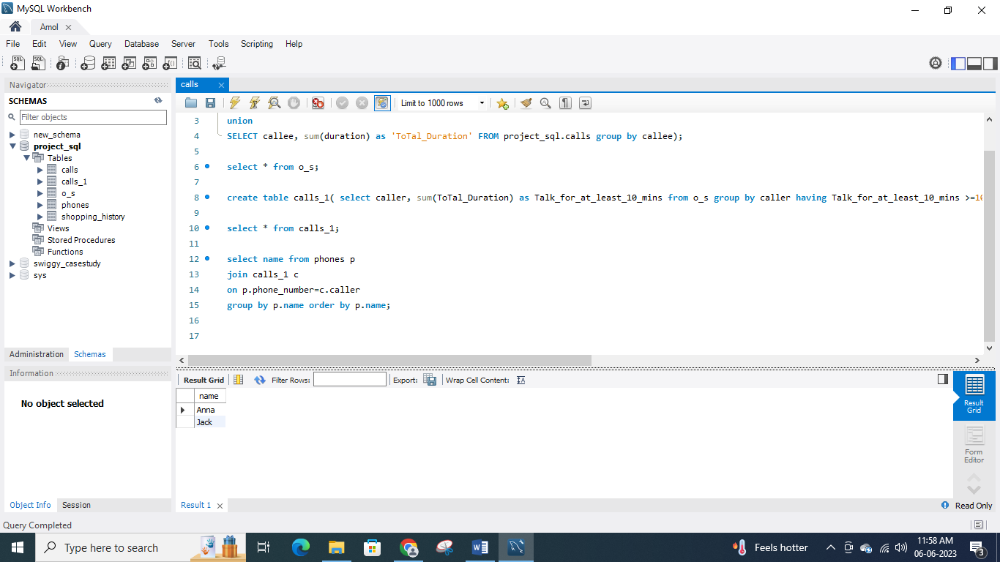 MySQL Workbench
Amol
File Edit View Query Database Server Tools Scripting Help
Navigator
SCHEMAS
Filter objects
new_schema
project_sql
Tables
calls
calls_1
o_s
phones
shopping_history
Views
Stored Procedures
Functions
swiggy_casestudy
sys
Administration Schemas
Information
No object selected
Object Info Session
calls
Limit to 1000 rows
3 union
4 SELECT callee, sum(duration) as 'ToTal_Duration' FROM project_sql.calls group by callee);
5
6 select * from o_s;
7
8 create table calls_1( select caller, sum(ToTal_Duration) as Talk_for_at_least_10_mins from o_s group by caller having Talk_for_at_least_10_mins >=10
9
10 select * from calls_1;
11
12 select name from phones p
13 join calls_1 c
14 on p.phone_number=c.caller
15 group by p.name order by p.name;
16
17
Result Grid Filter Rows: Export: Wrap Cell Content:
name
Anna
Jack
Result Grid
Form Editor
Result 1
Read Only
Query Completed
Type here to search
Feels hotter
11:58 AM
06-06-2023
3